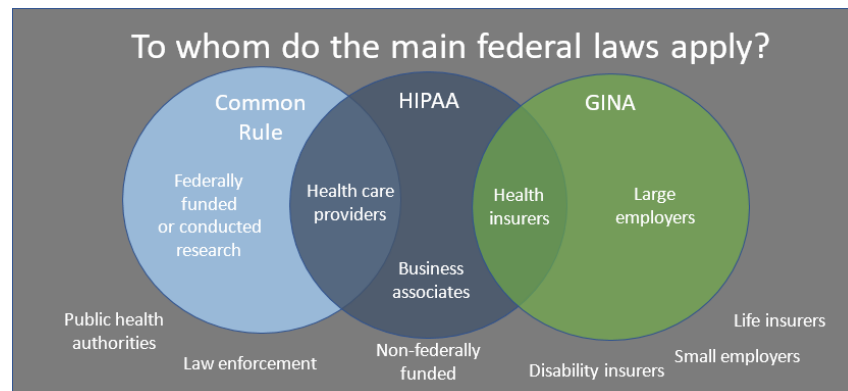 To whom do the main federal laws apply?
Common
Rule
HIPAA
GINA
Federally
funded
or conducted
research
Health care
providers
Health
insurers
Large
employers
Business
associates
Public health
authorities
Law enforcement
Non-federally
funded
Disability insurers
Small employers
Life insurers